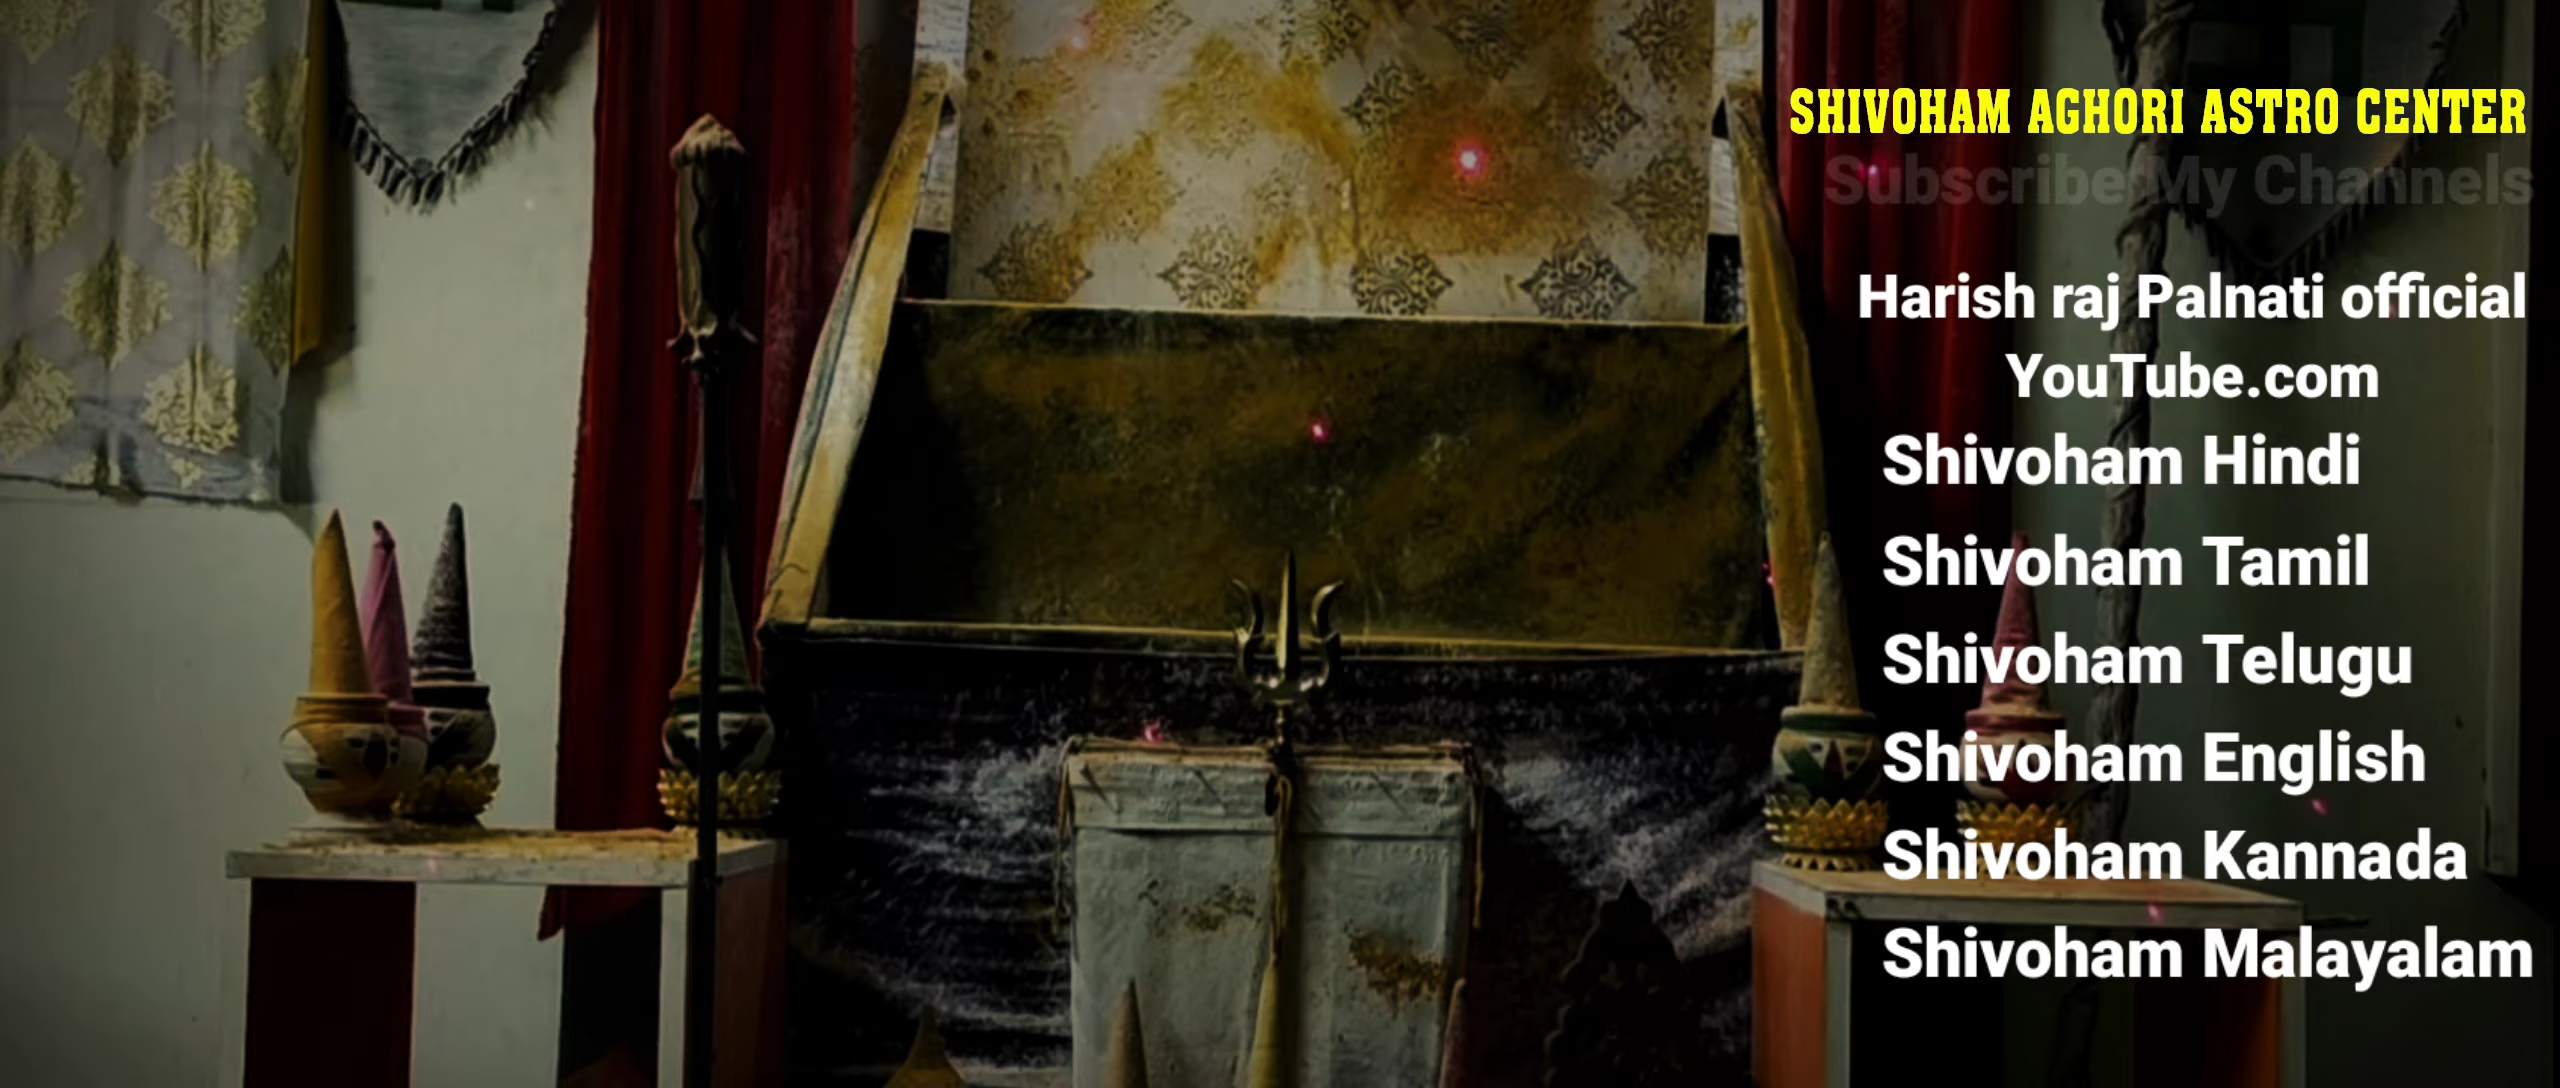 SHIVOHAM AGHORI ASTRO CENTER
Subscribe My Channels
Harish raj Palnati official
YouTube.com
Shivoham Hindi
Shivoham Tamil
Shivoham Telugu
Shivoham English
Shivoham Kannada
Shivoham Malayalam